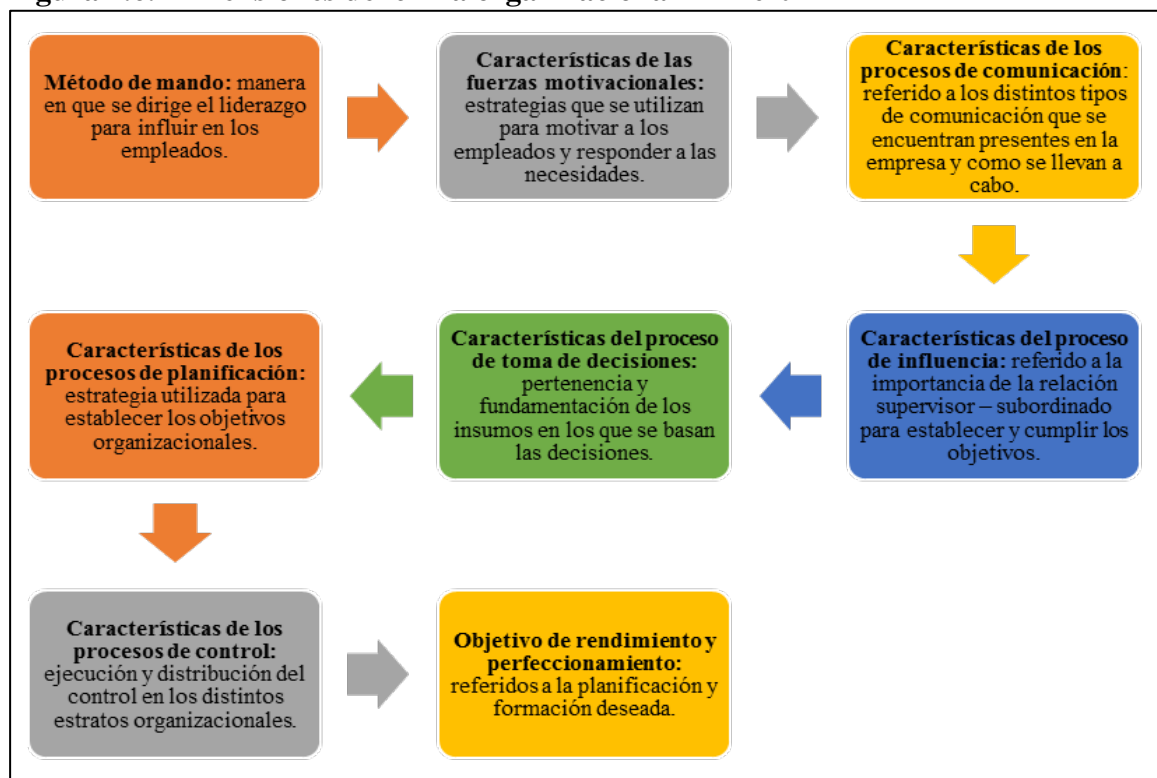 Método de mando: manera
en que se dirige el liderazgo
para influir en los
empleados.
Características de las
fuerzas motivacionales:
estrategias que se utilizan
para motivar a los
empleados y responder a las
necesidades.
Características de los
procesos de comunicación:
referido a los distintos tipos
de comunicación que se
encuentran presentes en la
empresa y como se llevan a
cabo.
Características del proceso
de influencia: referido a la
importancia de la relación
supervisor – subordinado
para establecer y cumplir los
objetivos.
Características del proceso
de toma de decisiones:
pertenencia y
fundamentación de los
insumos en los que se basan
las decisiones.
Características de los
procesos de planificación:
estrategia utilizada para
establecer los objetivos
organizacionales.
Características de los
procesos de control:
ejecución y distribución del
control en los distintos
estratos organizacionales.
Objetivo de rendimiento y
perfeccionamiento:
referidos a la planificación y
formación deseada.